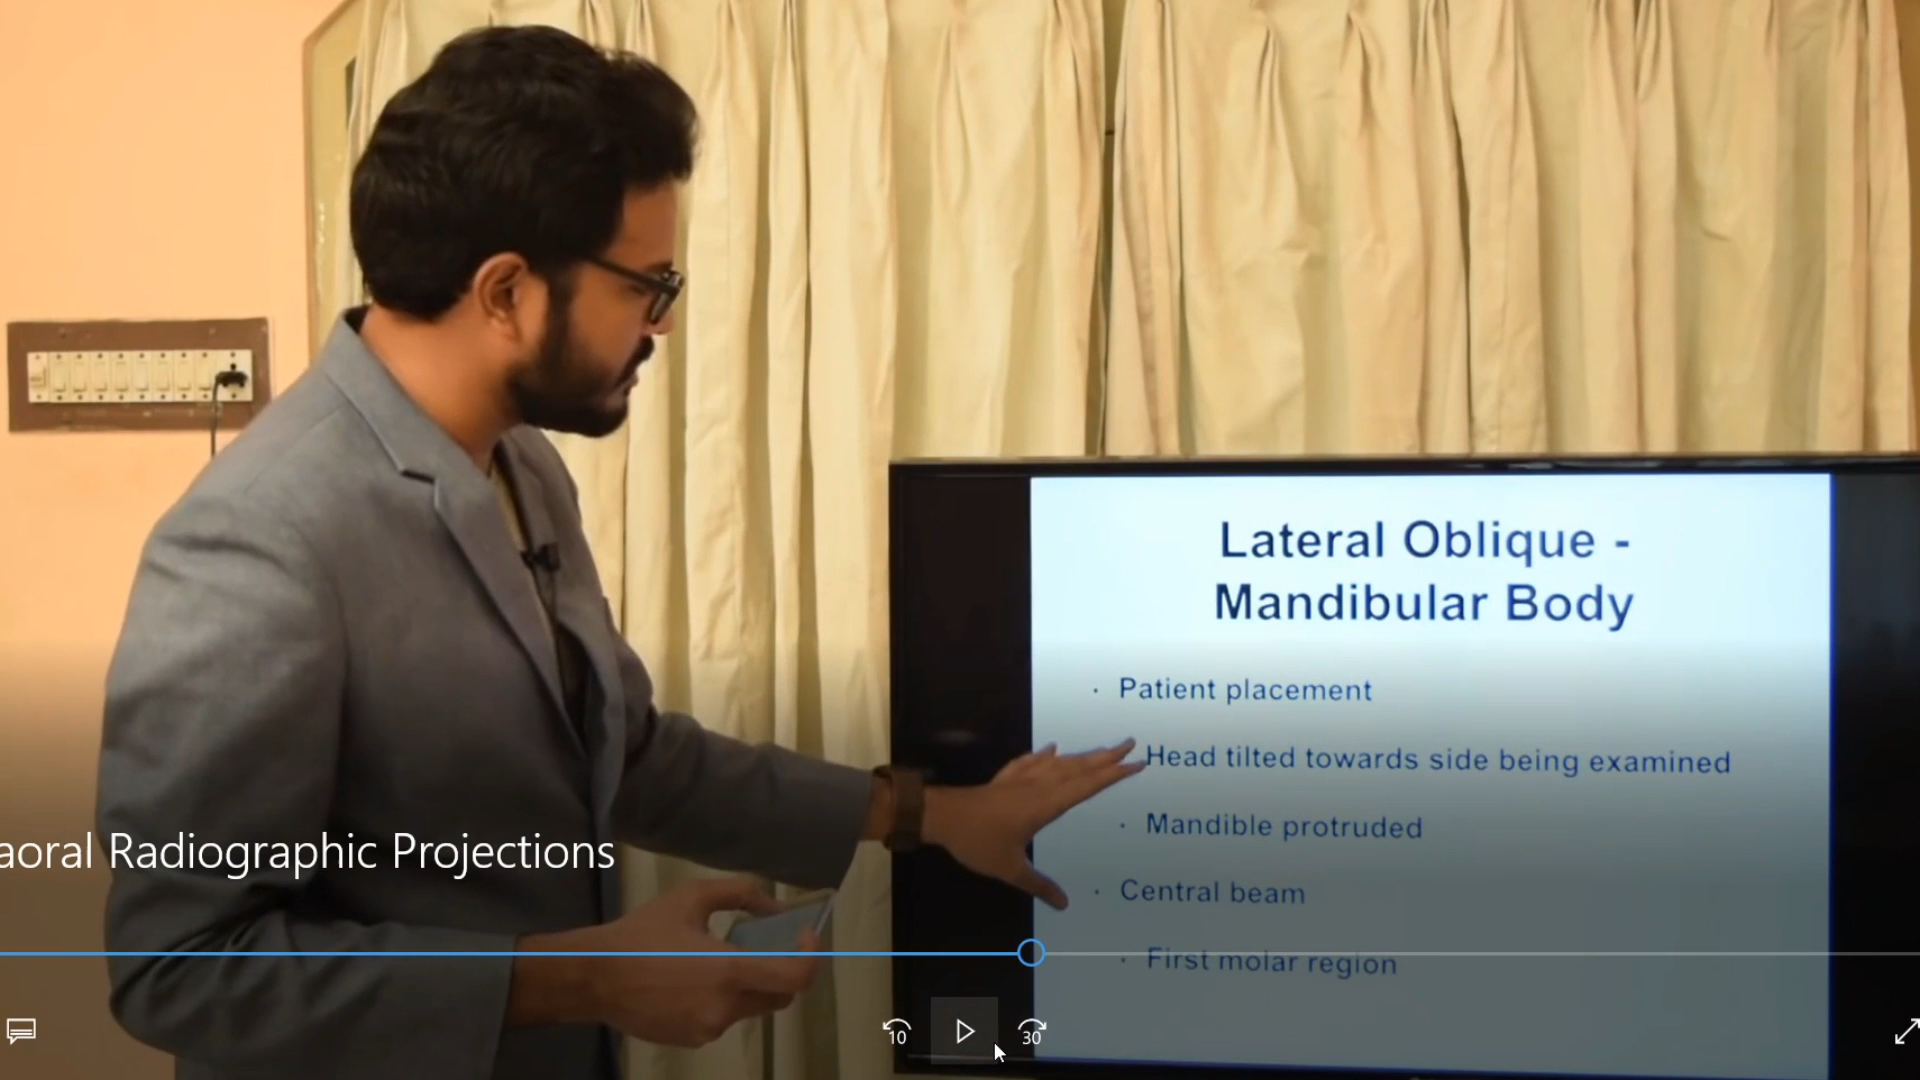 Lateral Oblique -
Mandibular Body
· Patient placement
Head tilted towards side being examined
· Mandible protruded
· Central beam
· First molar region
aoral Radiographic Projections
10
30